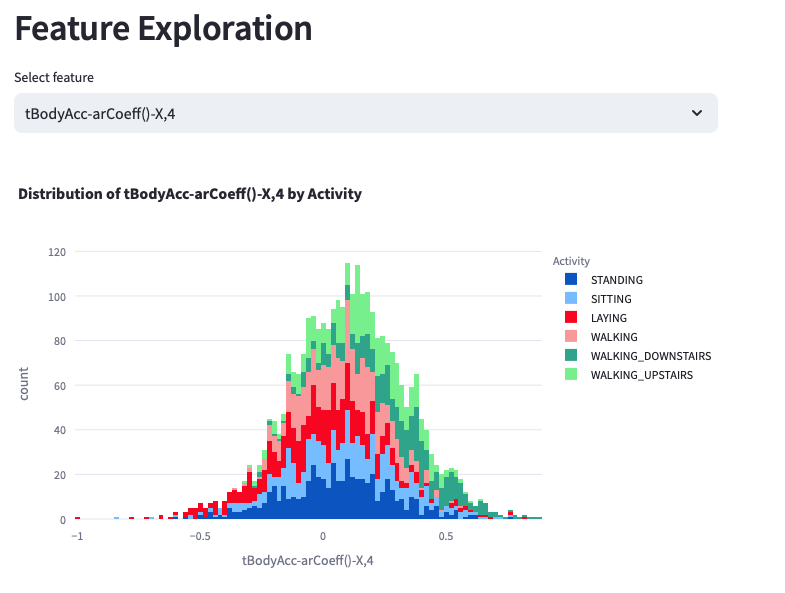 Feature Exploration
Select feature
tBodyAcc-arCoeff()-X,4
Distribution of tBodyAcc-arCoeff()-X,4 by Activity
120
100
80
60
40
20
0
count
−1
−0.5
0
0.5
tBodyAcc-arCoeff()-X,4
Activity
STANDING
SITTING
LAYING
WALKING
WALKING_DOWNSTAIRS
WALKING_UPSTAIRS